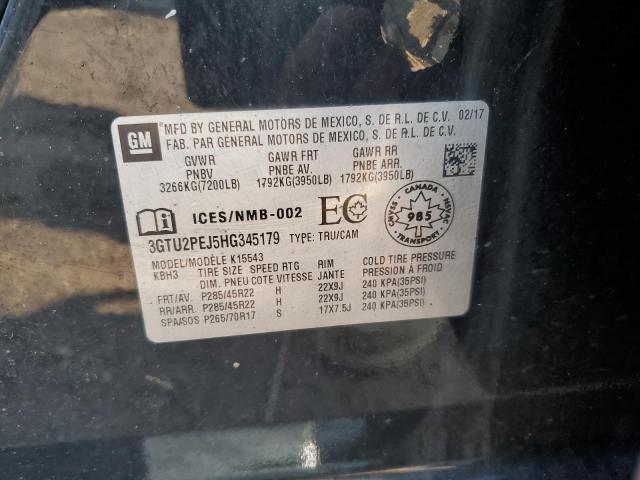 GM
MFD BY GENERAL MOTORS DE MEXICO, S. DE R.L. DE C.V. 02/17
FAB. PAR GENERAL MOTORS DE MEXICO, S. DE R.L. DE C.V.
GVWR GAWR FRT GAWR RR
PNBV PNBE AV. PNBE ARR.
3266KG(7200LB) 1792KG(3950LB) 1792KG(3950LB)
ICES/NMB-002 EC CANADA CMVSS 985 NSVAC TRANSPORT
3GTU2PEJ5HG345179 TYPE: TRU/CAM
MODEL/MODÈLE K15543
KBH3 TIRE SIZE SPEED RTG RIM COLD TIRE PRESSURE
DIM. PNEU COTE VITESSE JANTE PRESSION À FROID
FRT/AV. P285/45R22 H 22X9J 240 KPA(35PSI)
RR/ARR. P285/45R22 H 22X9J 240 KPA(35PSI)
SPA/SOS P265/70R17 S 17X7.5J 240 KPA(35PSI)